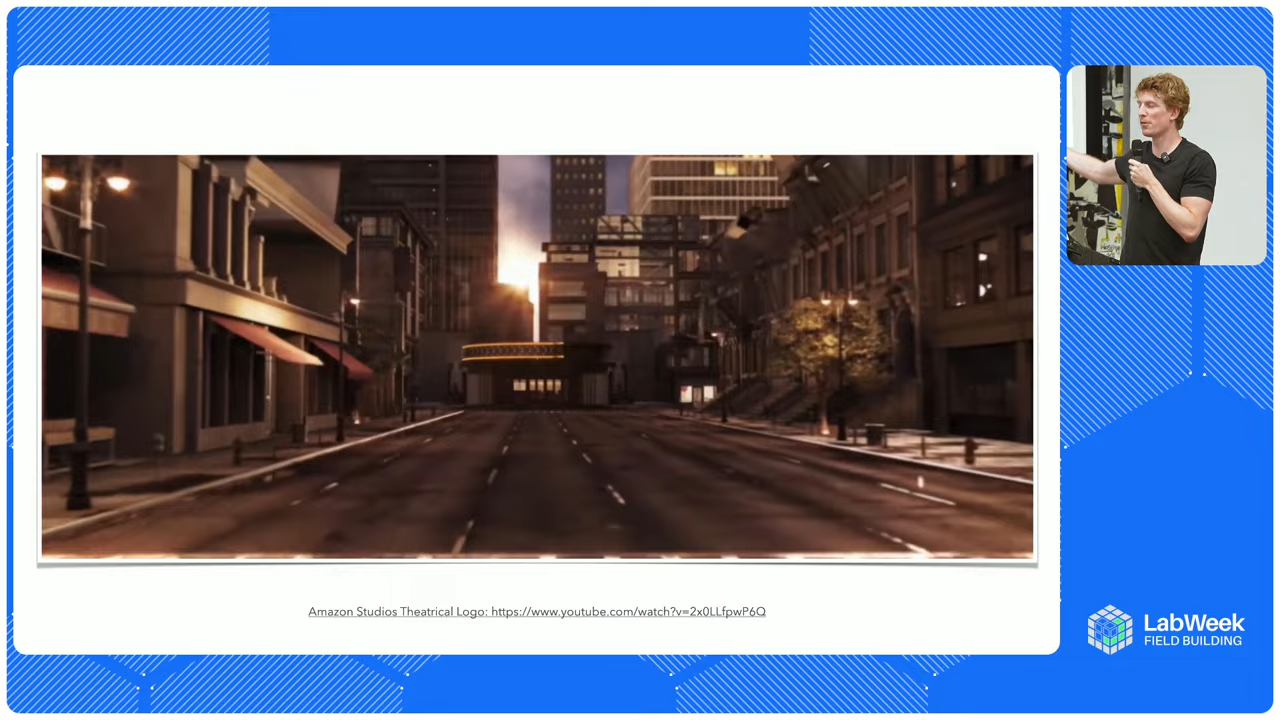 Amazon Studios Theatrical Logo: https://www.youtube.com/watch?v=2x0LLfpwP6Q
LabWeek
FIELD BUILDING